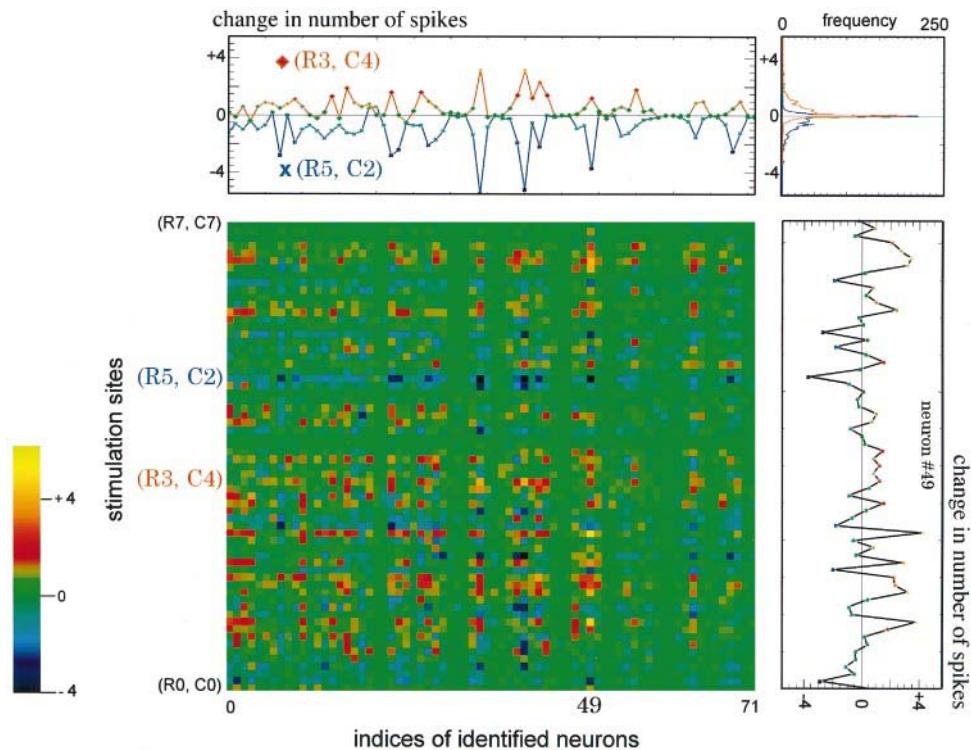 change in number of spikes
0 frequency 250
+4
(R3, C4)
0
x (R5, C2)
-4
+4
0
-4
(R7, C7)
(R5, C2)
(R3, C4)
(R0, C0)
stimulation sites
+4
0
-4
0 49 71
indices of identified neurons
neuron #49
change in number of spikes
-4 0 +4